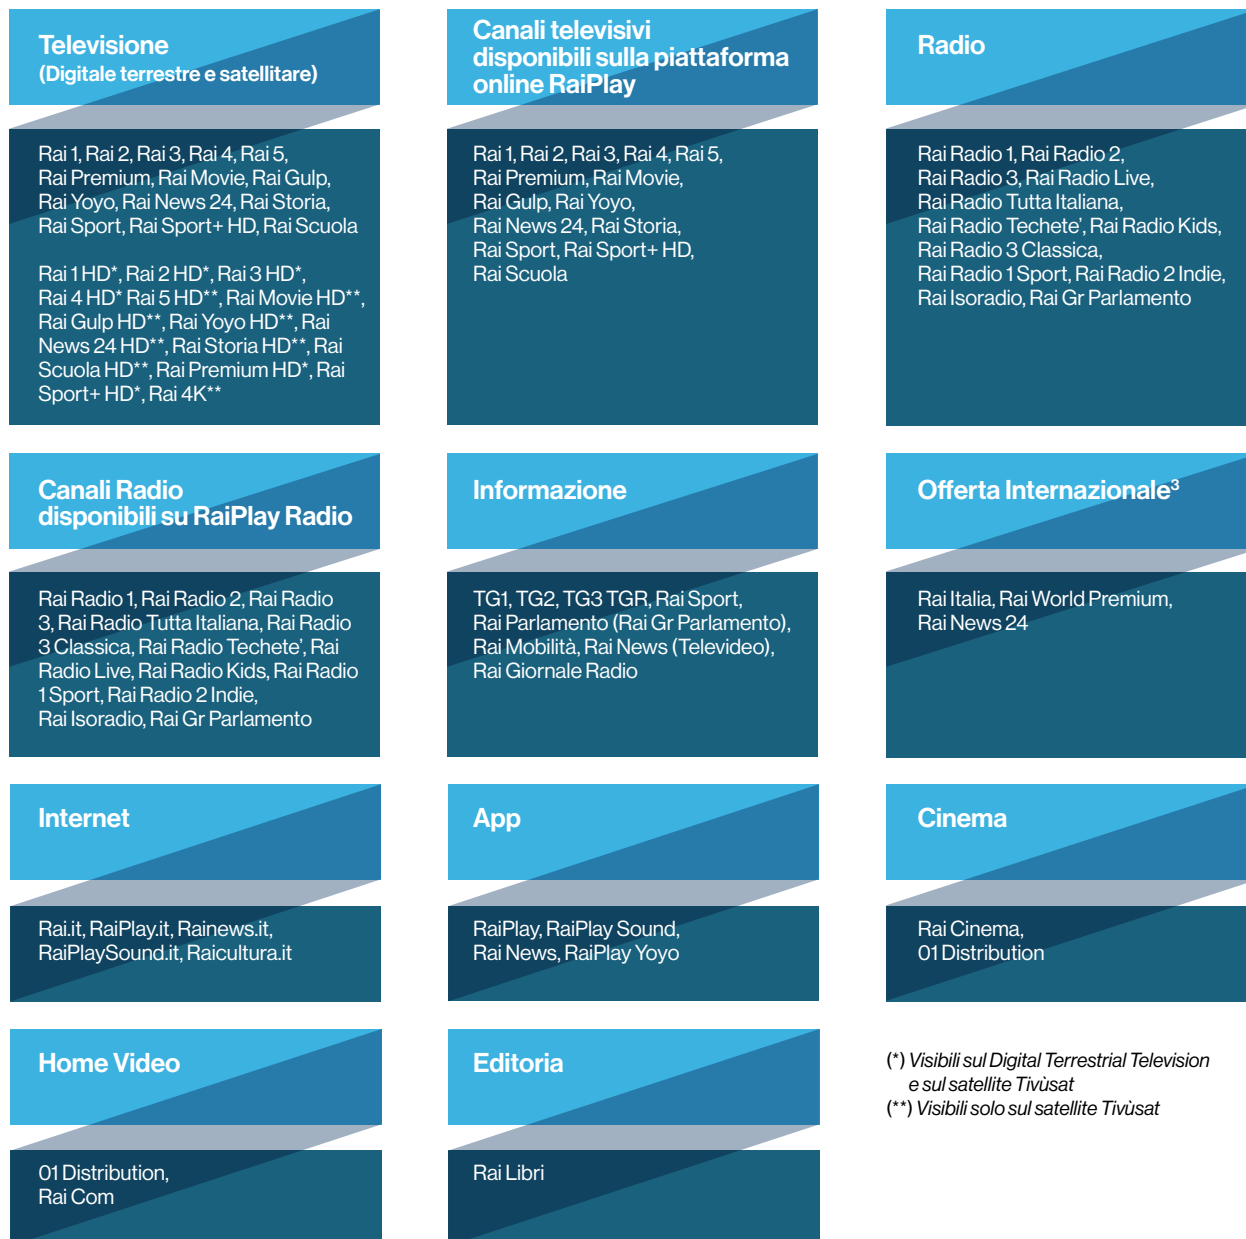 Televisione
(Digitale terrestre e satellitare)
Rai 1, Rai 2, Rai 3, Rai 4, Rai 5,
Rai Premium, Rai Movie, Rai Gulp,
Rai Yoyo, Rai News 24, Rai Storia,
Rai Sport, Rai Sport+ HD, Rai Scuola
Rai 1 HD*, Rai 2 HD*, Rai 3 HD*,
Rai 4 HD* Rai 5 HD**, Rai Movie HD**,
Rai Gulp HD**, Rai Yoyo HD**, Rai
News 24 HD**, Rai Storia HD**, Rai
Scuola HD**, Rai Premium HD*, Rai
Sport+ HD*, Rai 4K**
Canali televisivi
disponibili sulla piattaforma
online RaiPlay
Rai 1, Rai 2, Rai 3, Rai 4, Rai 5,
Rai Premium, Rai Movie,
Rai Gulp, Rai Yoyo,
Rai News 24, Rai Storia,
Rai Sport, Rai Sport+ HD,
Rai Scuola
Radio
Rai Radio 1, Rai Radio 2,
Rai Radio 3, Rai Radio Live,
Rai Radio Tutta Italiana,
Rai Radio Techete’, Rai Radio Kids,
Rai Radio 3 Classica,
Rai Radio 1 Sport, Rai Radio 2 Indie,
Rai Isoradio, Rai Gr Parlamento
Canali Radio
disponibili su RaiPlay Radio
Rai Radio 1, Rai Radio 2, Rai Radio
3, Rai Radio Tutta Italiana, Rai Radio
3 Classica, Rai Radio Techete’, Rai
Radio Live, Rai Radio Kids, Rai Radio
1 Sport, Rai Radio 2 Indie,
Rai Isoradio, Rai Gr Parlamento
Informazione
TG1, TG2, TG3 TGR, Rai Sport,
Rai Parlamento (Rai Gr Parlamento),
Rai Mobilità, Rai News (Televideo),
Rai Giornale Radio
Offerta Internazionale³
Rai Italia, Rai World Premium,
Rai News 24
Internet
Rai.it, RaiPlay.it, Rainews.it,
RaiPlaySound.it, Raicultura.it
App
RaiPlay, RaiPlay Sound,
Rai News, RaiPlay Yoyo
Cinema
Rai Cinema,
01 Distribution
Home Video
01 Distribution,
Rai Com
Editoria
Rai Libri
(*) Visibili sul Digital Terrestrial Television
e sul satellite Tivùsat
(**) Visibili solo sul satellite Tivùsat